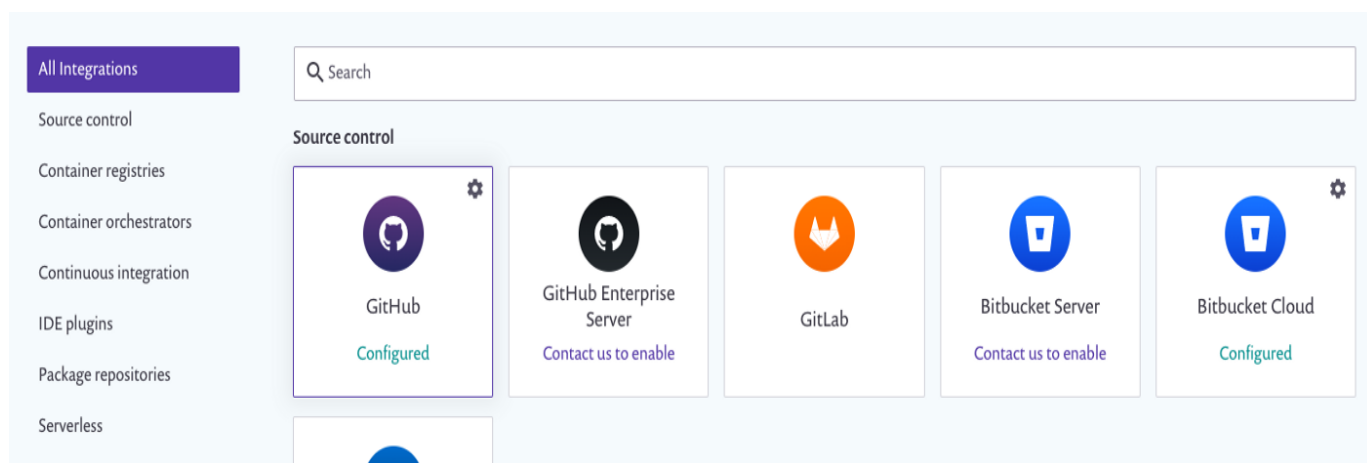 All Integrations
Source control
Container registries
Container orchestrators
Continuous integration
IDE plugins
Package repositories
Serverless
Search
Source control
GitHub
Configured
GitHub Enterprise
Server
Contact us to enable
GitLab
Bitbucket Server
Contact us to enable
Bitbucket Cloud
Configured